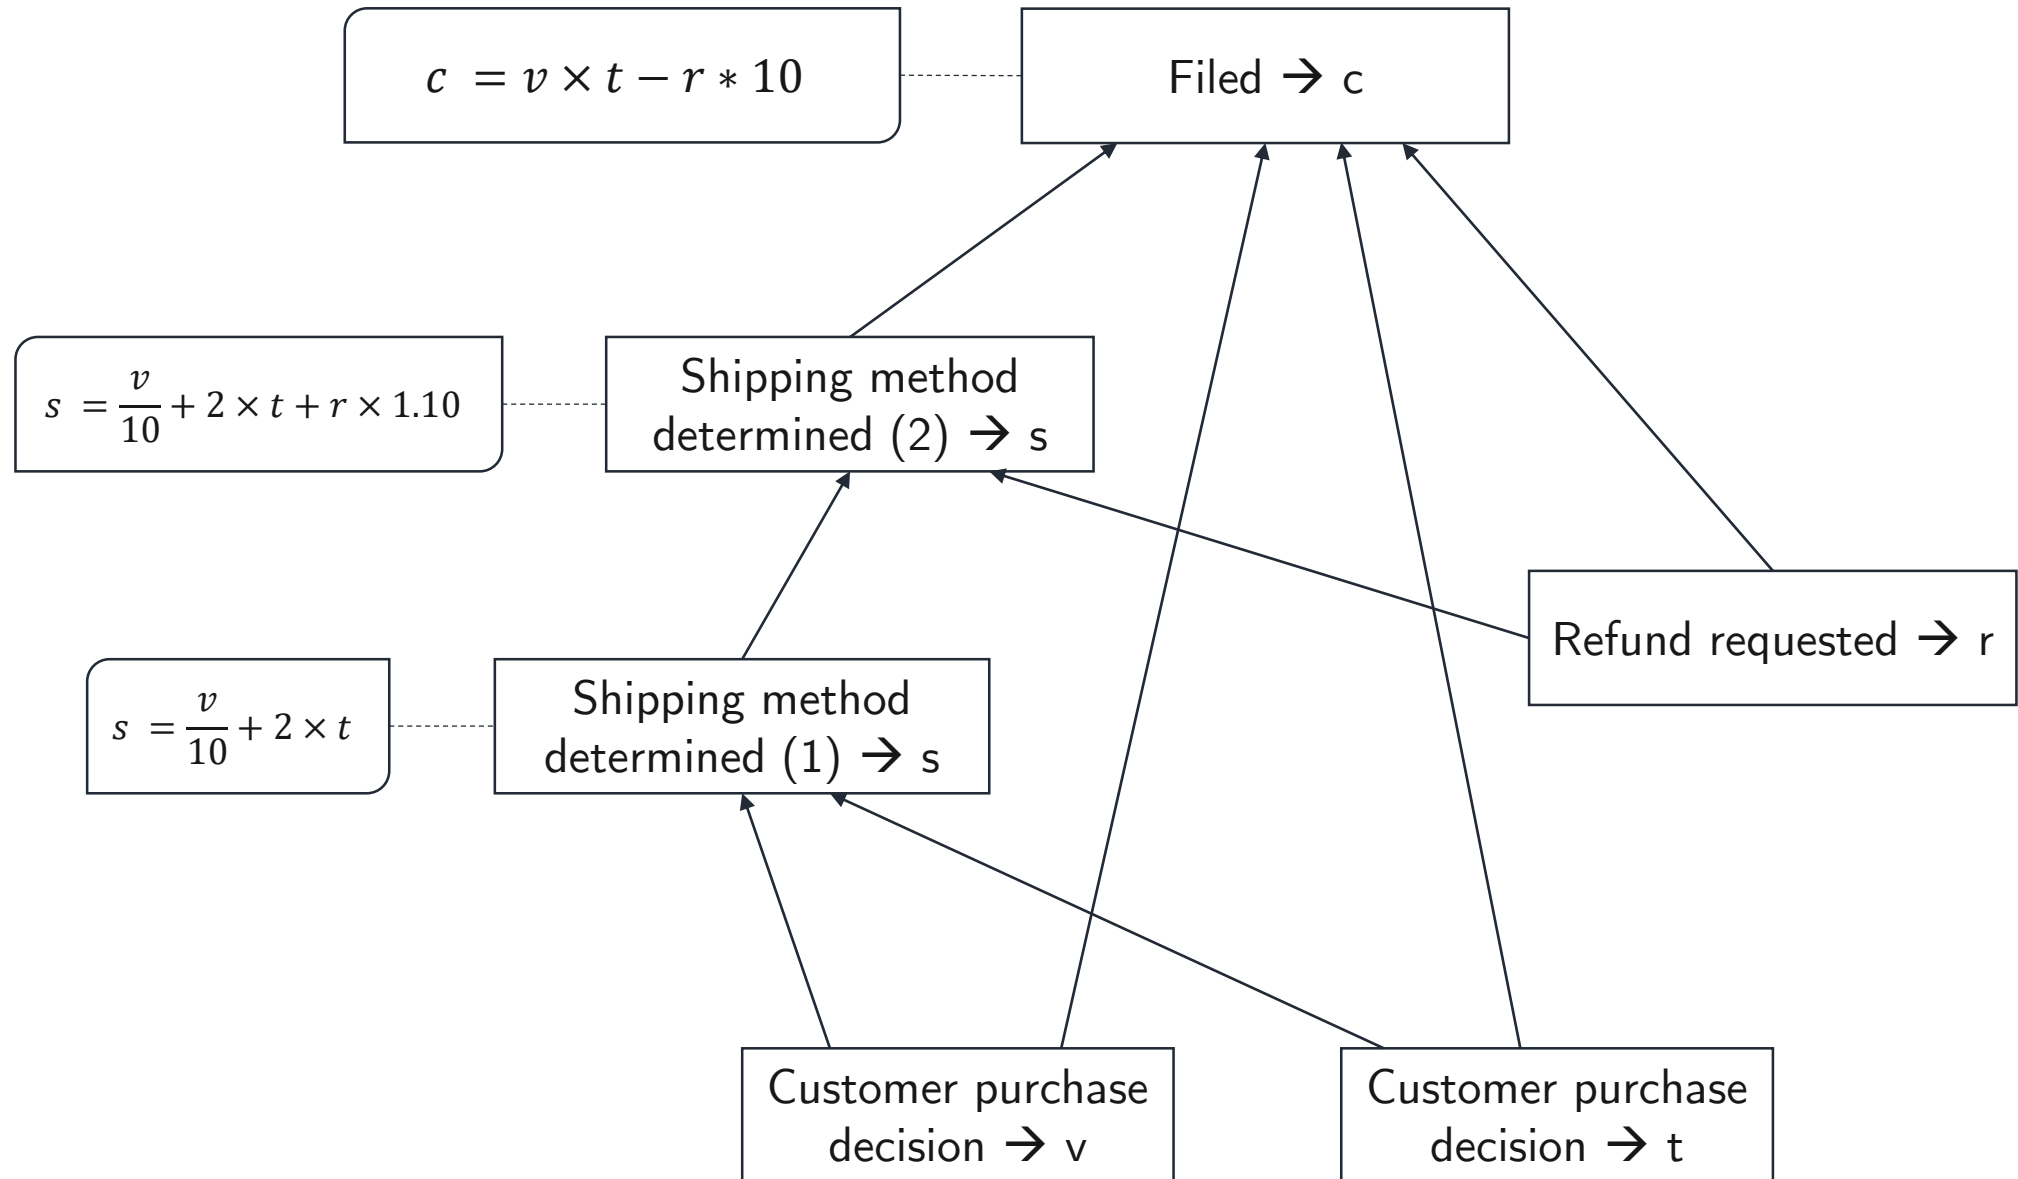 c = v × t − r ∗ 10
Filed → c
s = v/10 + 2 × t + r × 1.10
Shipping method
determined (2) → s
Refund requested → r
s = v/10 + 2 × t
Shipping method
determined (1) → s
Customer purchase
decision → v
Customer purchase
decision → t